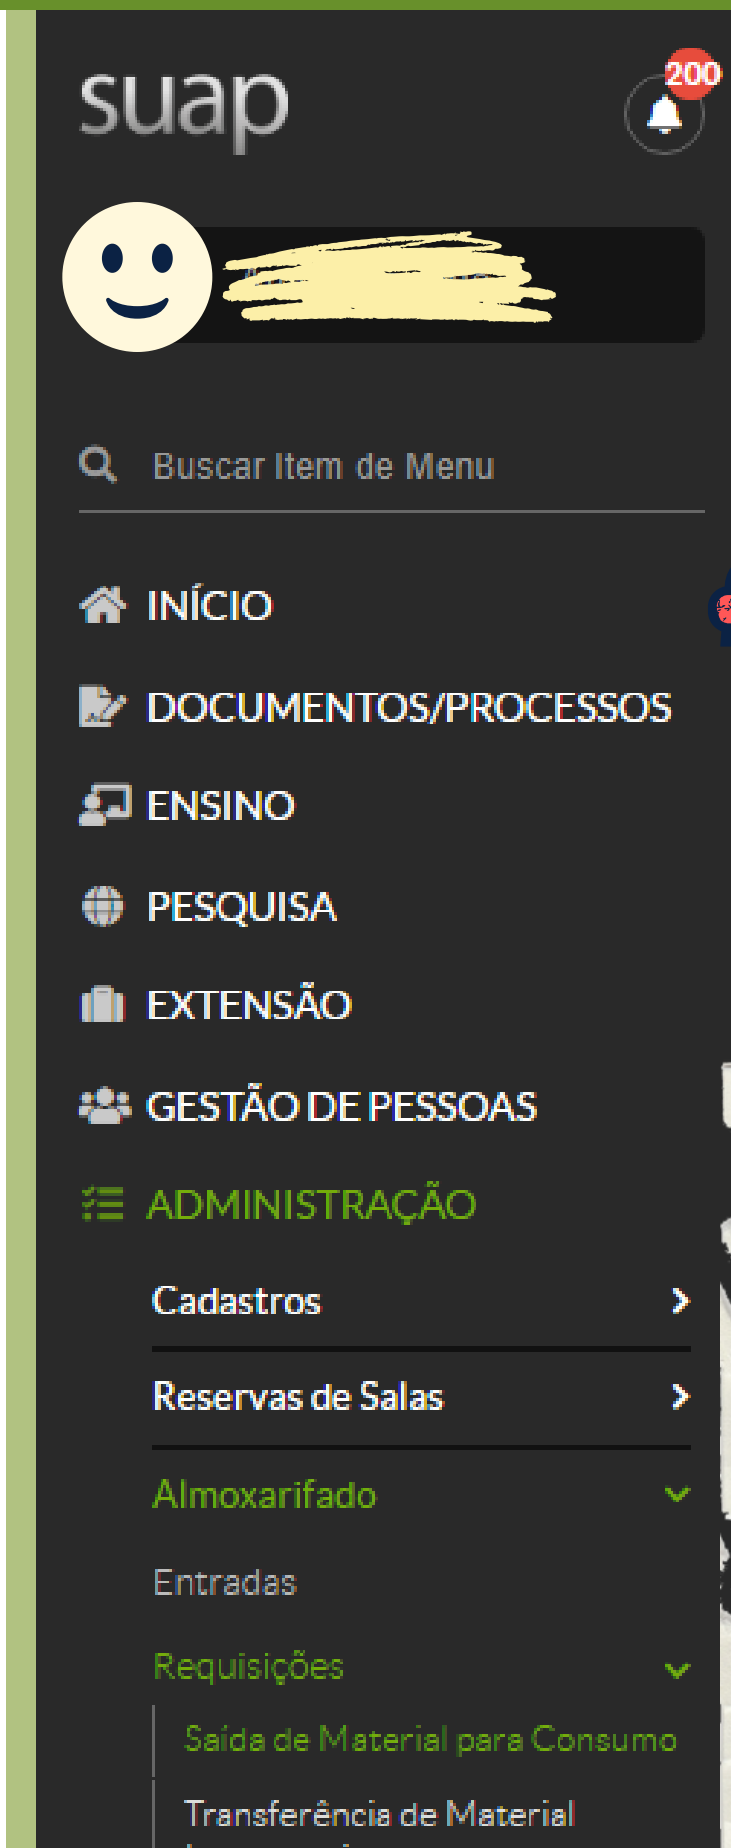 suap
200
Buscar Item de Menu
INÍCIO
DOCUMENTOS/PROCESSOS
ENSINO
PESQUISA
EXTENSÃO
GESTÃO DE PESSOAS
ADMINISTRAÇÃO
Cadastros
Reservas de Salas
Almoxarifado
Entradas
Requisições
Saída de Material para Consumo
Transferência de Material